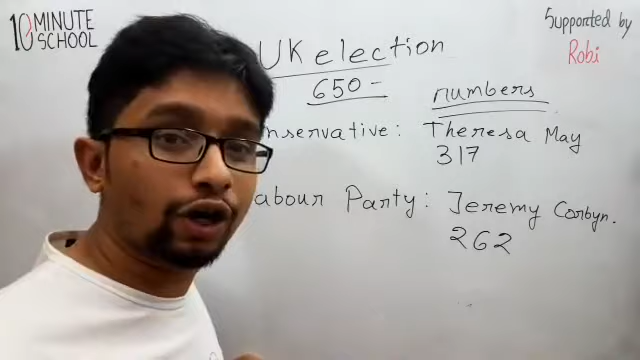 10 MINUTE
SCHOOL
Supported by
Robi
UK election
650 -
numbers
nservative: Theresa May
317
abour Party: Jeremy Corbyn.
262